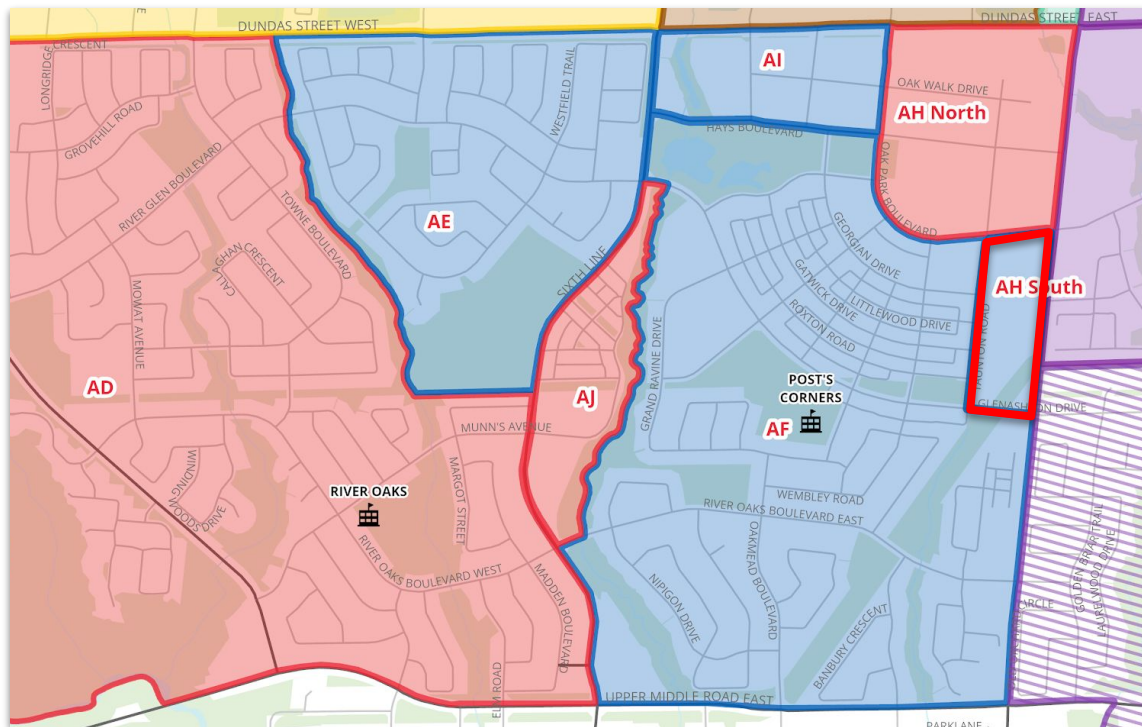 DUNDAS STREET WEST
DUNDAS STREET EAST
LONGRIDGE
CRESCENT
WESTFIELD TRAIL
AI
OAK WALK DRIVE
AH North
GROVEHILL ROAD
HAYS BOULEVARD
RIVER GLEN BOULEVARD
OAK PARK BOULEVARD
TOWNE BOULEVARD
AE
GEORGIAN DRIVE
CALLAGHAN
CRESCENT
SIXTH LINE
GATWICK DRIVE
AH South
MOWAT AVENUE
LITTLEWOOD DRIVE
ROXTON ROAD
TAUNTON ROAD
GRAND RAVINE DRIVE
AD
AJ
POST'S
CORNERS
GLENASHTON DRIVE
MUNN'S AVENUE
AF
WINDING
WOODS DRIVE
MARGOT STREET
RIVER OAKS
WEMBLEY ROAD
RIVER OAKS BOULEVARD EAST
OAKMEAD BOULEVARD
RIVER OAKS BOULEVARD WEST
MADDEN BOULEVARD
NIPIGON DRIVE
GOLDEN BRIAR TRAIL
LAURELWOOD DRIVE
CIRCLE
BANBURY CRESCENT
ELM ROAD
UPPER MIDDLE ROAD EAST
PARKLANE